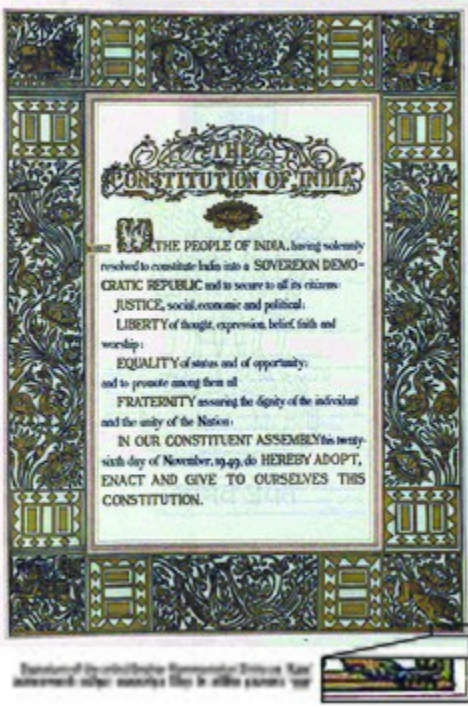 THE
CONSTITUTION OF INDIA
WE, THE PEOPLE OF INDIA, having solemnly
resolved to constitute India into a SOVEREIGN DEMO-
CRATIC REPUBLIC and to secure to all its citizens:
JUSTICE, social, economic and political;
LIBERTY of thought, expression, belief, faith and
worship;
EQUALITY of status and of opportunity;
and to promote among them all
FRATERNITY assuring the dignity of the individual
and the unity of the Nation;
IN OUR CONSTITUENT ASSEMBLY this twenty-
sixth day of November, 1949, do HEREBY ADOPT,
ENACT AND GIVE TO OURSELVES THIS
CONSTITUTION.